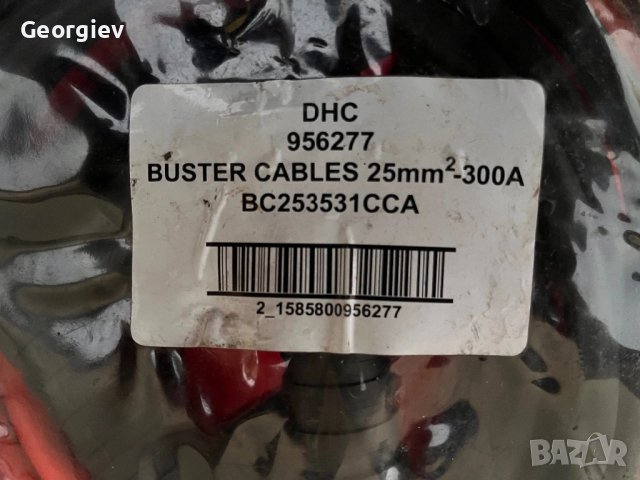 Georgiev
DHC
956277
BUSTER CABLES 25mm²-300A
BC253531CCA
2_1585800956277
BAZAR